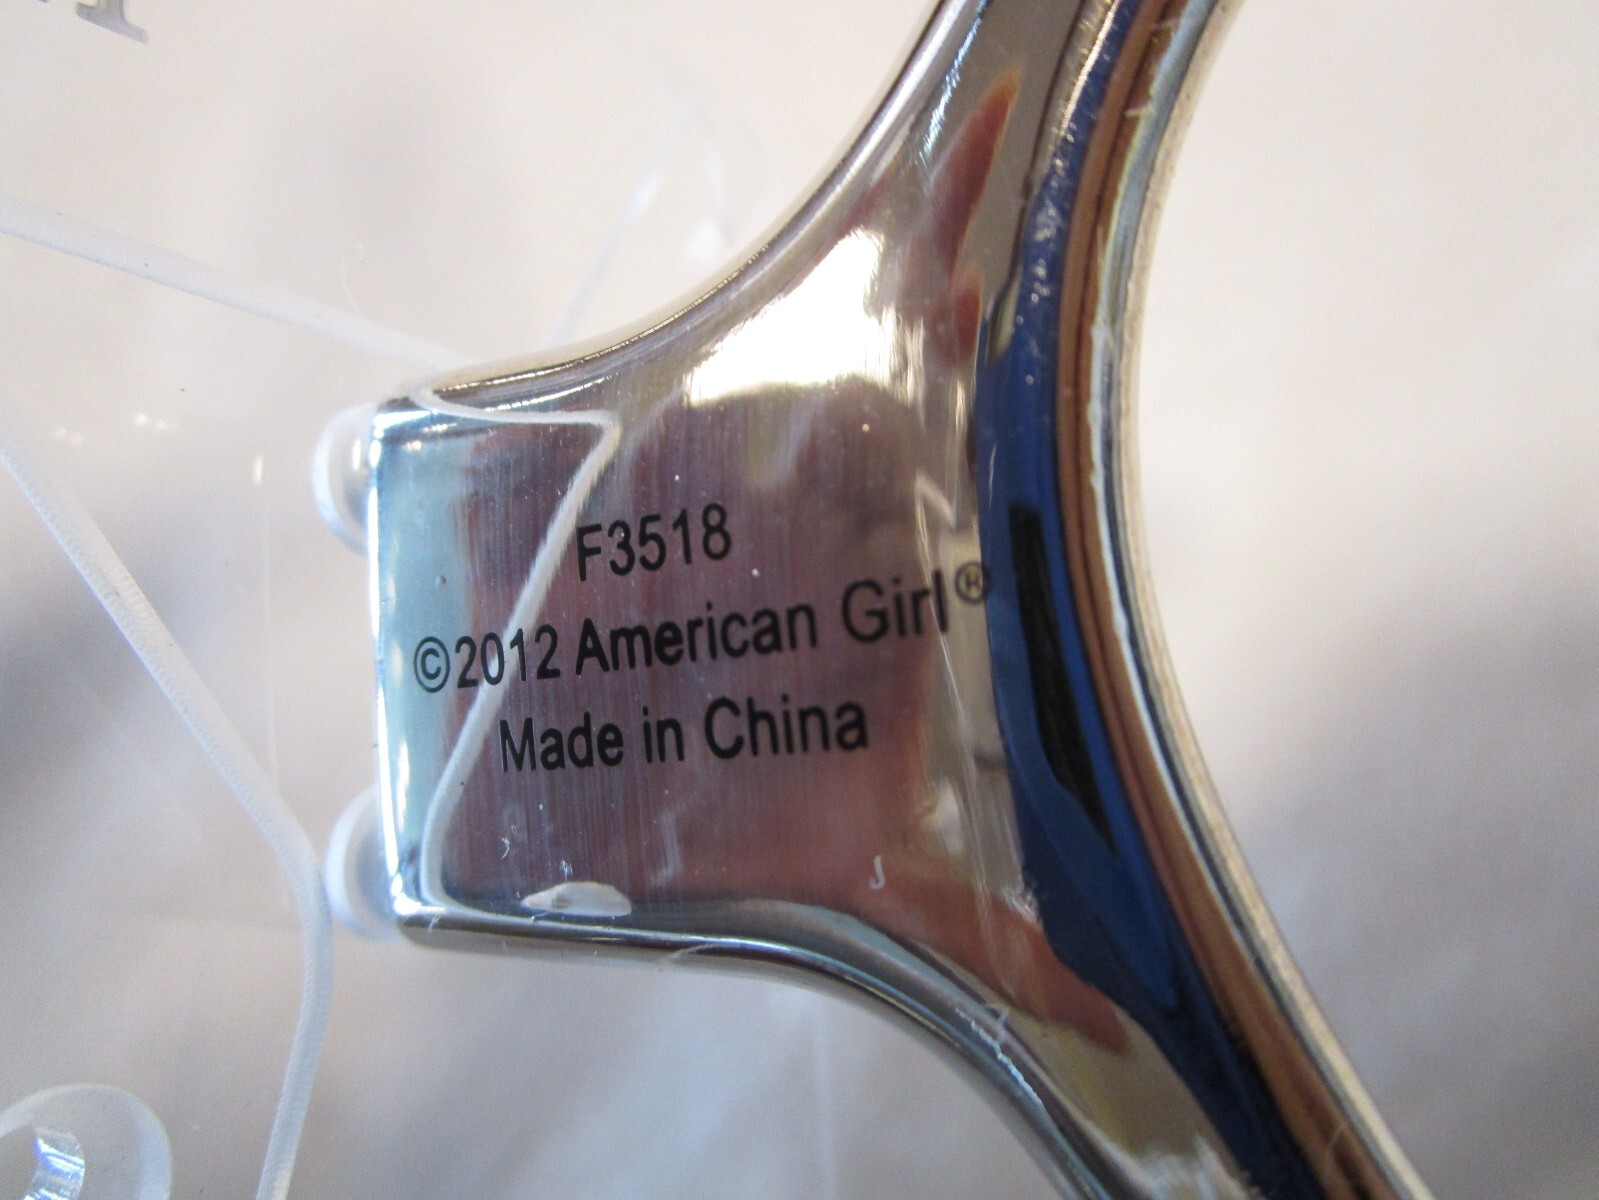 F3518
©2012 American Girl®
Made in China